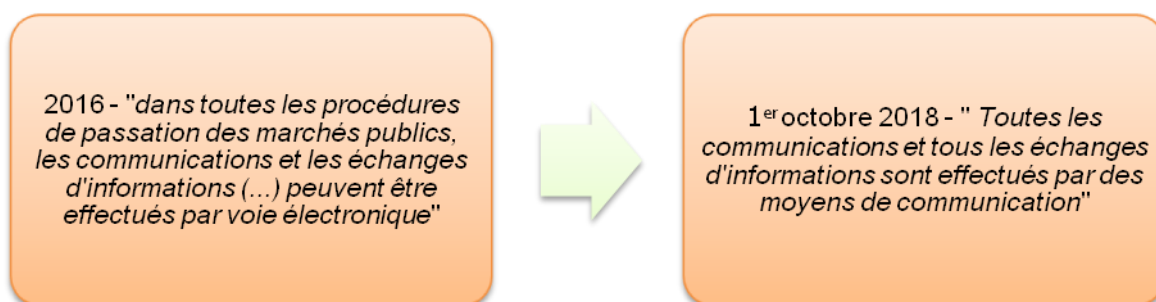 2016 - "dans toutes les procédures
de passation des marchés publics,
les communications et les échanges
d'informations (...) peuvent être
effectués par voie électronique"
1er octobre 2018 - " Toutes les
communications et tous les échanges
d'informations sont effectués par des
moyens de communication"